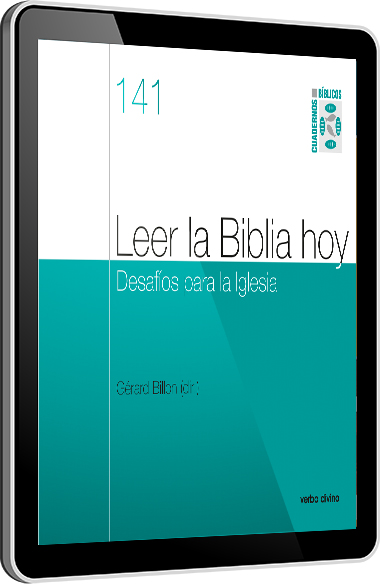 141
CUADERNOS
BÍBLICOS
Leer la Biblia hoy
Desafíos para la Iglesia
Gérard Billon (dir.)
verbo divino